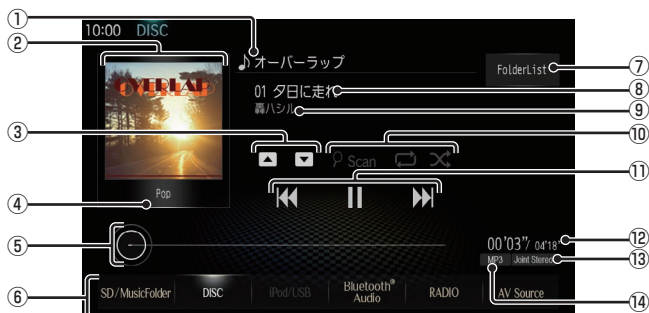 ①
10:00 DISC
②
♪オーバーラップ
⑦
FolderList
OVERLAP
01 夕日に走れ
⑧
轟ハシル
⑨
③
⑩
Scan
⑪
Pop
④
⑤
00'03"/ 04'18"
⑫
MP3 Joint Stereo
⑬
⑥
SD/MusicFolder DISC iPod/USB Bluetooth® Audio RADIO AV Source
⑭